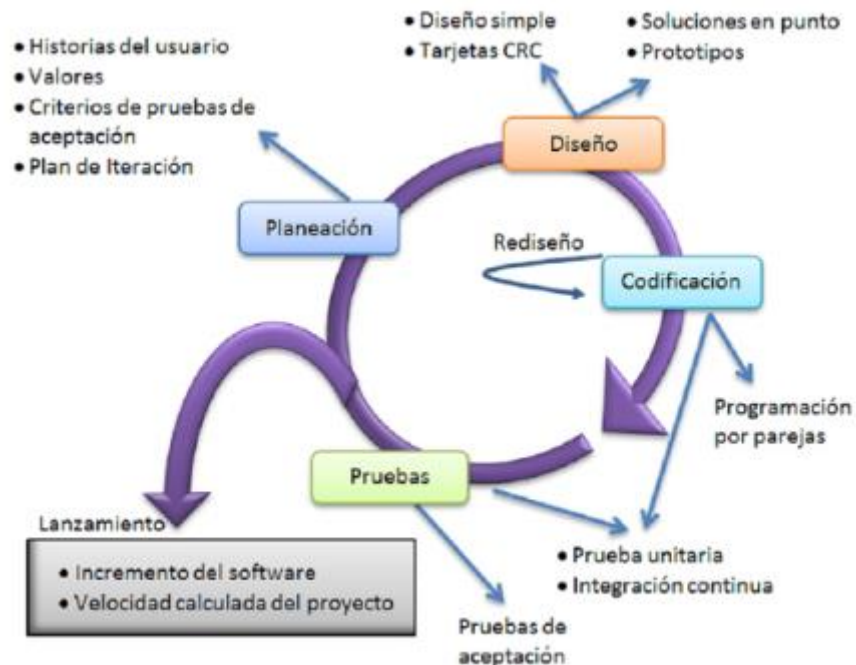 • Historias del usuario
• Valores
• Criterios de pruebas de
aceptación
• Plan de Iteración
• Diseño simple
• Tarjetas CRC
• Soluciones en punto
• Prototipos
Diseño
Planeación
Rediseño
Codificación
Programación
por parejas
Pruebas
Lanzamiento
• Incremento del software
• Velocidad calculada del proyecto
• Prueba unitaria
• Integración continua
Pruebas de
aceptación